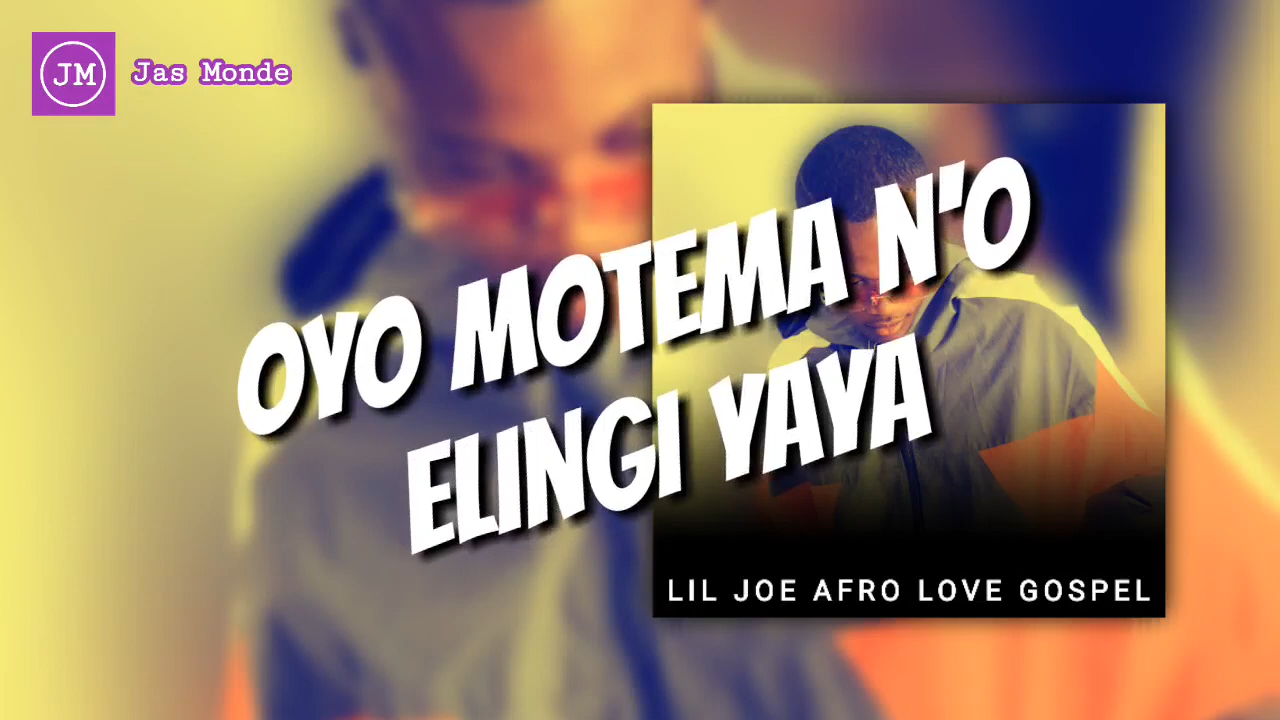 JM
Jas Monde
OYO MOTEMA N'O
ELINGI YAYA
LIL JOE AFRO LOVE GOSPEL